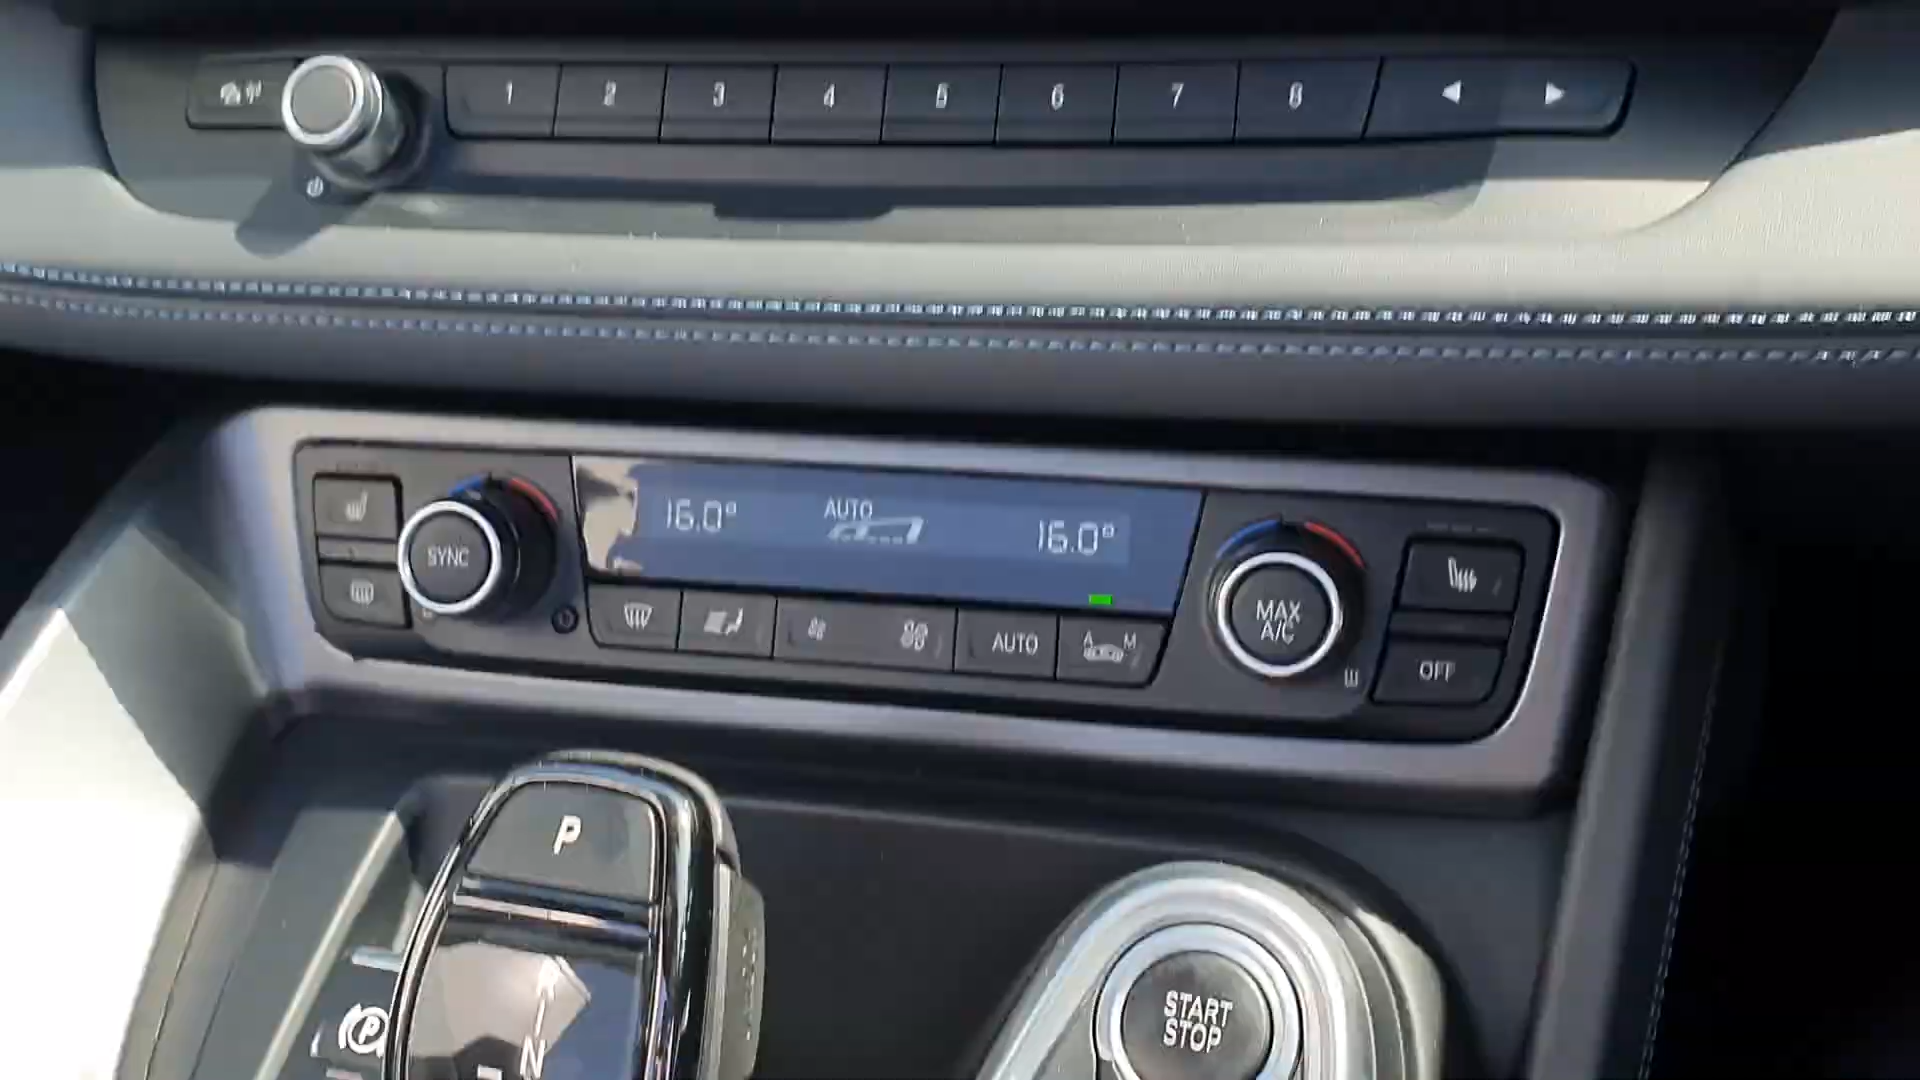 1 2 3 4 5 6 7 8
16.0° AUTO 16.0°
SYNC
MAX
A/C
AUTO
A M
OFF
P
R
N
P
START
STOP